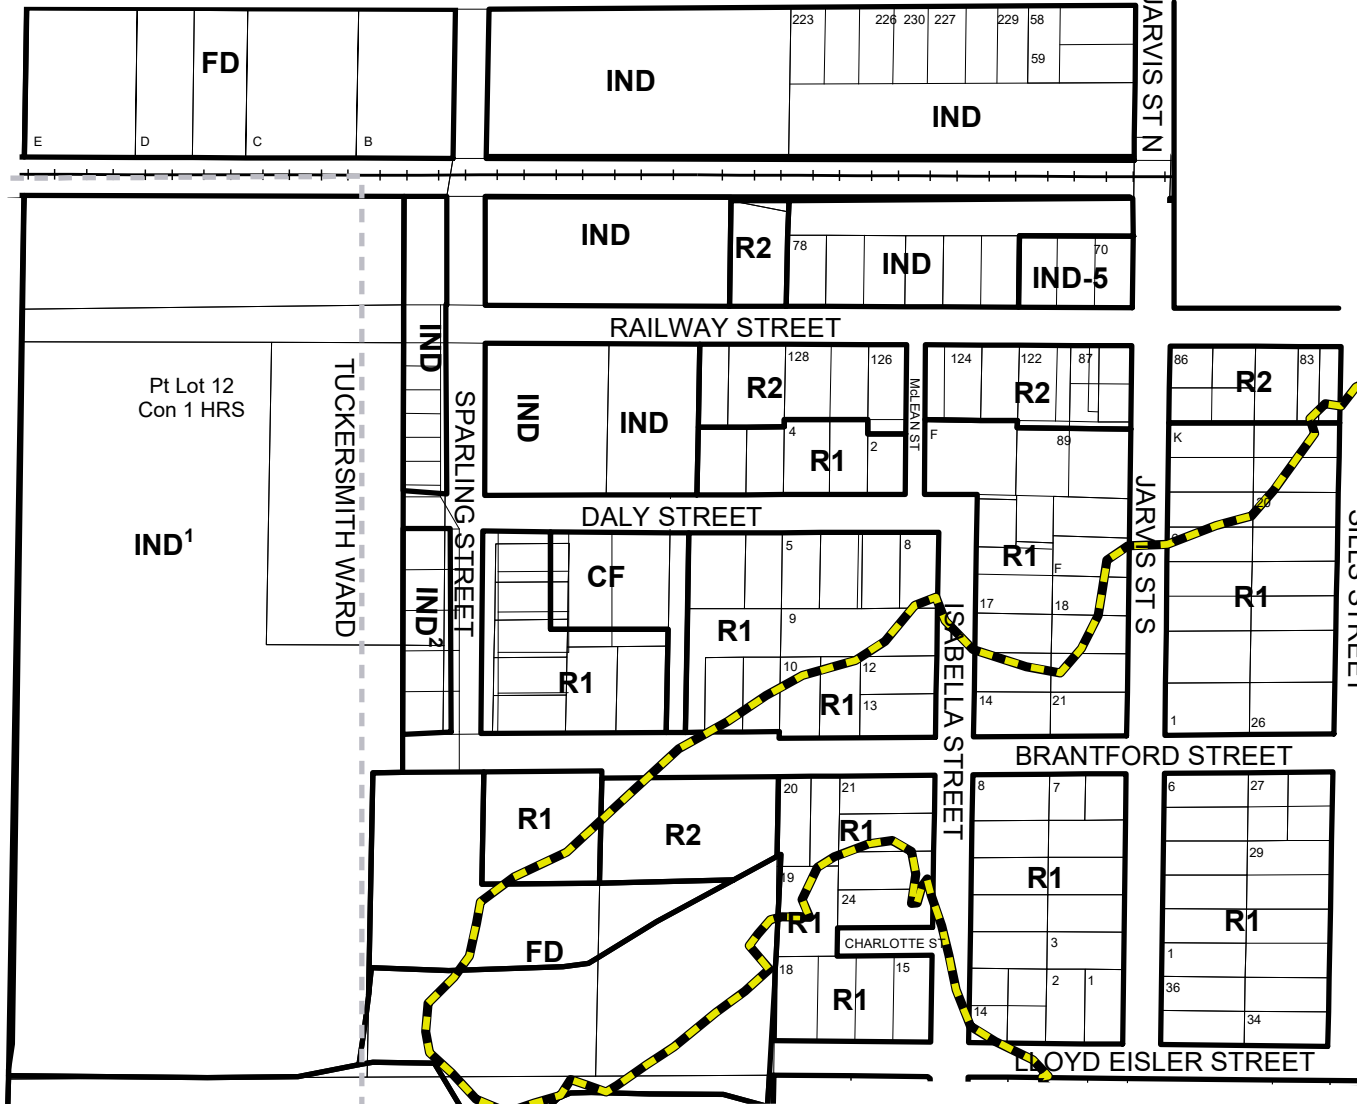 JARVIS ST N
223
226
230
227
229
58
59
FD
IND
IND
E
D
C
B
IND
R2
78
IND
70
IND-5
RAILWAY STREET
IND
Pt Lot 12
Con 1 HRS
TUCKERSMITH WARD
SPARLING STREET
IND
IND
R2
128
126
4
R1
2
McLEAN ST
124
122
87
R2
F
89
86
83
R2
K
DALY STREET
IND¹
IND²
CF
R1
5
8
9
R1
10
12
R1
13
ISABELLA STREET
R1
F
17
18
14
21
JARVIS ST S
20
R1
1
26
BRANTFORD STREET
R1
R2
20
21
R1
19
24
R1
CHARLOTTE ST
18
15
R1
FD
8
7
R1
3
2
1
14
6
27
29
R1
1
36
34
LLOYD EISLER STREET